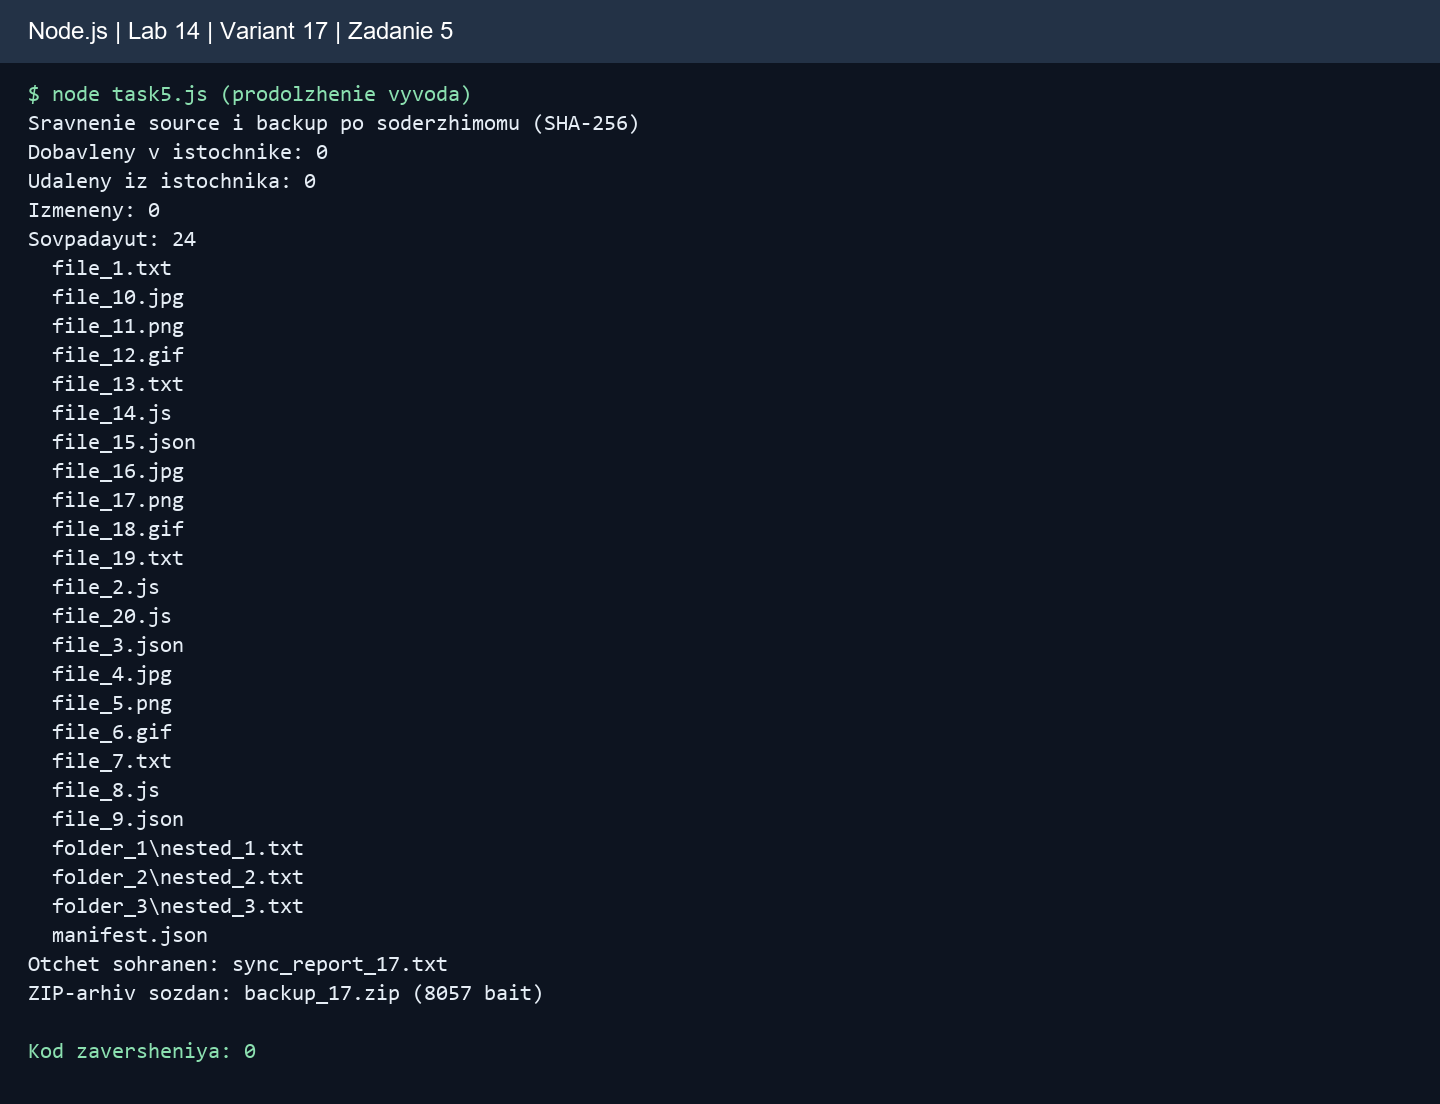 Node.js | Lab 14 | Variant 17 | Zadanie 5
$ node task5.js (prodolzhenie vyvoda)
Sravnenie source i backup po soderzhimomu (SHA-256)
Dobavleny v istochnike: 0
Udaleny iz istochnika: 0
Izmeneny: 0
Sovpadayut: 24
  file_1.txt
  file_10.jpg
  file_11.png
  file_12.gif
  file_13.txt
  file_14.js
  file_15.json
  file_16.jpg
  file_17.png
  file_18.gif
  file_19.txt
  file_2.js
  file_20.js
  file_3.json
  file_4.jpg
  file_5.png
  file_6.gif
  file_7.txt
  file_8.js
  file_9.json
  folder_1\nested_1.txt
  folder_2\nested_2.txt
  folder_3\nested_3.txt
  manifest.json
Otchet sohranen: sync_report_17.txt
ZIP-arhiv sozdan: backup_17.zip (8057 bait)
Kod zaversheniya: 0